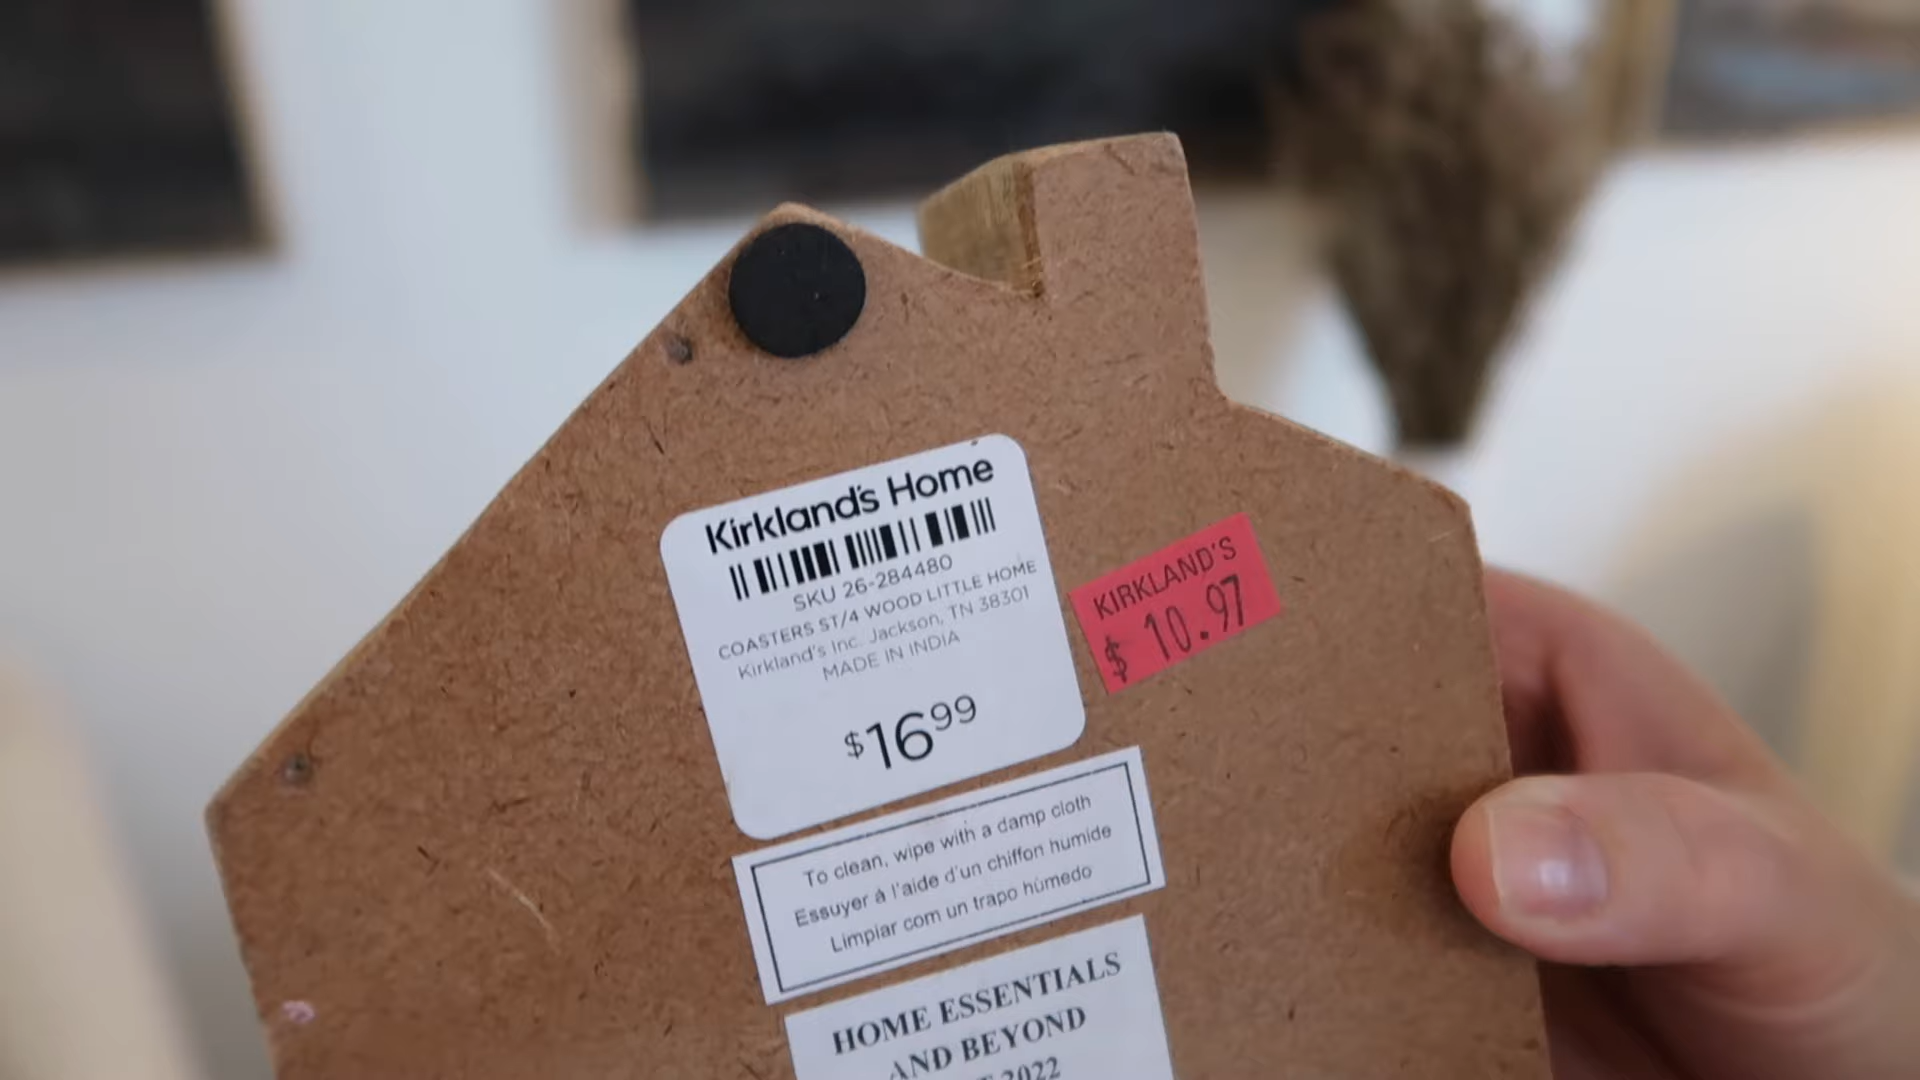 Kirkland's Home
SKU 26-284480
COASTERS ST/4 WOOD LITTLE HOME
Kirkland's Inc. Jackson, TN 38301
MADE IN INDIA
$16.99
KIRKLAND'S
$ 10.97
To clean, wipe with a damp cloth
Essuyer à l'aide d'un chiffon humide
Limpiar com un trapo húmedo
HOME ESSENTIALS
AND BEYOND
2022